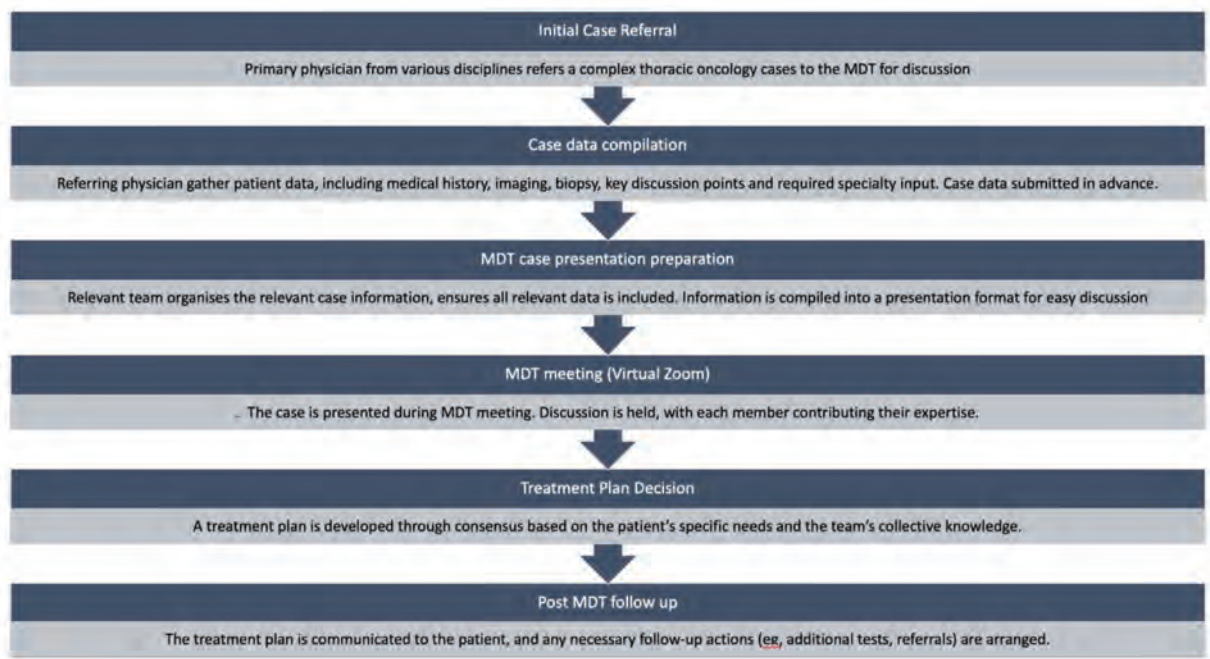 Initial Case Referral
Primary physician from various disciplines refers a complex thoracic oncology cases to the MDT for discussion
Case data compilation
Referring physician gather patient data, including medical history, imaging, biopsy, key discussion points and required specialty input. Case data submitted in advance.
MDT case presentation preparation
Relevant team organises the relevant case information, ensures all relevant data is included. Information is compiled into a presentation format for easy discussion
MDT meeting (Virtual Zoom)
The case is presented during MDT meeting. Discussion is held, with each member contributing their expertise.
Treatment Plan Decision
A treatment plan is developed through consensus based on the patient's specific needs and the team's collective knowledge.
Post MDT follow up
The treatment plan is communicated to the patient, and any necessary follow-up actions (eg, additional tests, referrals) are arranged.